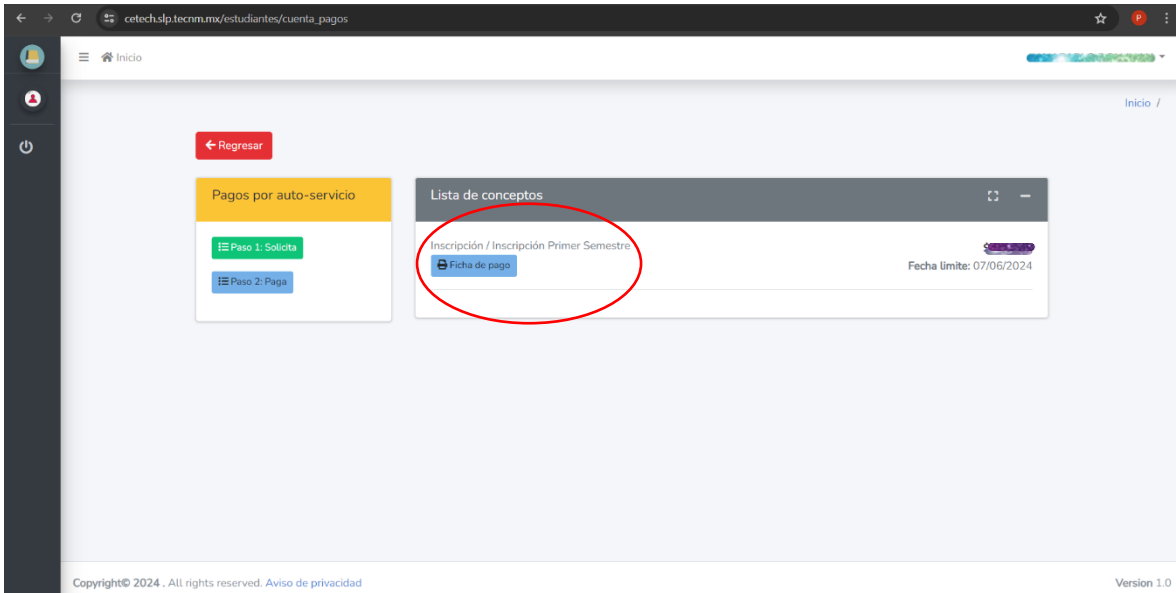 cetech.slp.tecnm.mx/estudiantes/cuenta_pagos
P
Inicio
Inicio /
Regresar
Pagos por auto-servicio
Paso 1: Solicita
Paso 2: Paga
Lista de conceptos
Inscripción / Inscripción Primer Semestre
Ficha de pago
Fecha limite: 07/06/2024
Copyright© 2024 . All rights reserved. Aviso de privacidad
Version 1.0